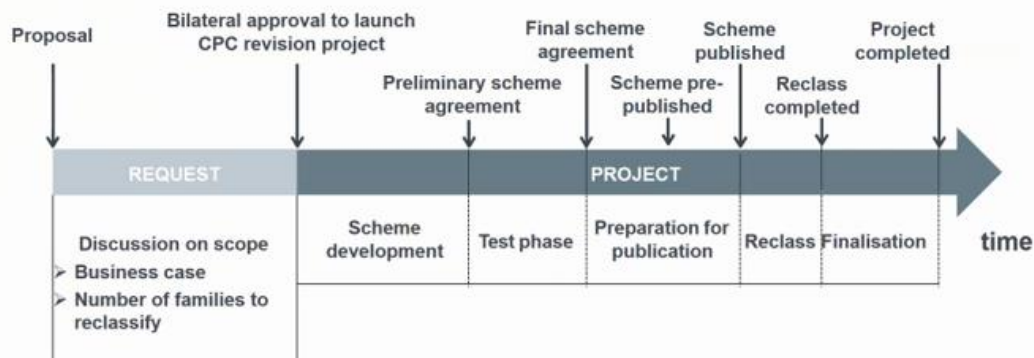 Proposal
Bilateral approval to launch
CPC revision project
Preliminary scheme
agreement
Final scheme
agreement
Scheme pre-
published
Scheme
published
Reclass
completed
Project
completed
REQUEST
PROJECT
time
Discussion on scope
➢ Business case
➢ Number of families to
reclassify
Scheme
development
Test phase
Preparation for
publication
Reclass
Finalisation